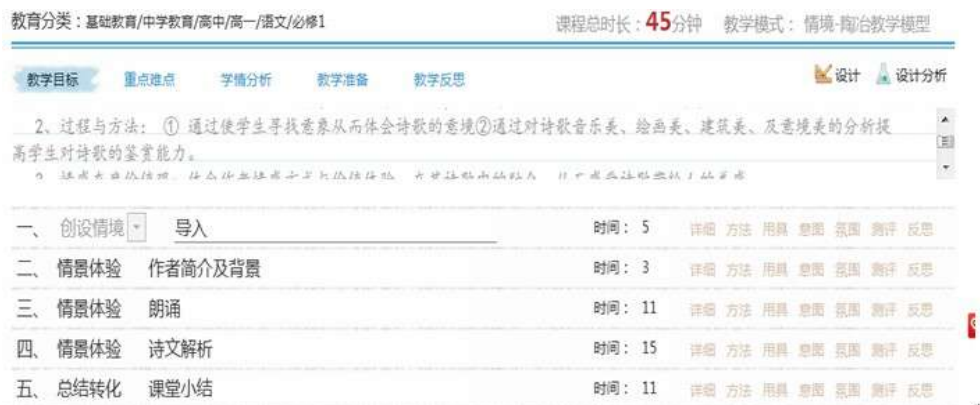 教育分类：基础教育/中学教育/高中/高一/语文/必修1 课程总时长：45分钟 教学模式：情境-陶冶教学模型
教学目标 重点难点 学情分析 教学准备 教学反思 设计 设计分析
2、过程与方法： ① 通过使学生寻找意象从而体会诗歌的意境②通过对诗歌音乐美、绘画美、建筑美、及意境美的分析提
高学生对诗歌的鉴赏能力。
一、 创设情境 导入 时间： 5 详细 方法 用具 意图 氛围 测评 反思
二、 情景体验 作者简介及背景 时间： 3 详细 方法 用具 意图 氛围 测评 反思
三、 情景体验 朗诵 时间： 11 详细 方法 用具 意图 氛围 测评 反思
四、 情景体验 诗文解析 时间： 15 详细 方法 用具 意图 氛围 测评 反思
五、 总结转化 课堂小结 时间： 11 详细 方法 用具 意图 氛围 测评 反思